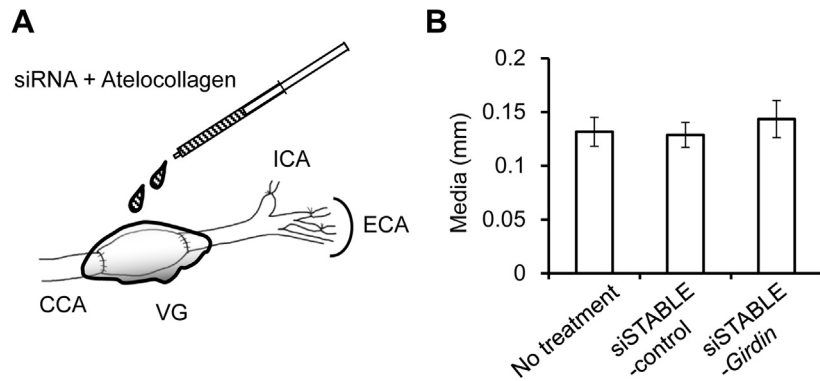 A
siRNA + Atelocollagen
ICA
ECA
CCA
VG
B
Media (mm)
0.2
0.15
0.1
0.05
0
No treatment
siSTABLE
-control
siSTABLE
-Girdin